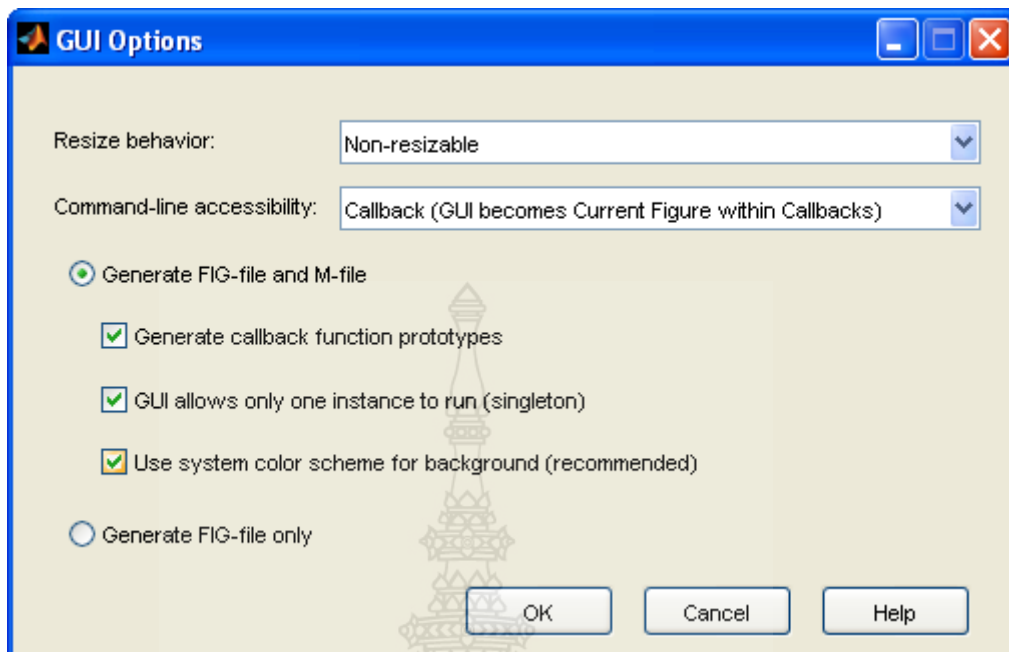 GUI Options
Resize behavior: Non-resizable
Command-line accessibility: Callback (GUI becomes Current Figure within Callbacks)
Generate FIG-file and M-file
Generate callback function prototypes
GUI allows only one instance to run (singleton)
Use system color scheme for background (recommended)
Generate FIG-file only
OK Cancel Help